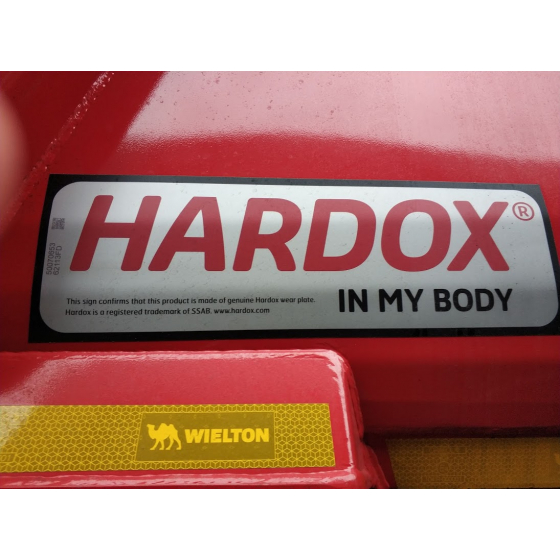 HARDOX®
IN MY BODY
This sign confirms that this product is made of genuine Hardox wear plate.
Hardox is a registered trademark of SSAB. www.hardox.com
WIELTON